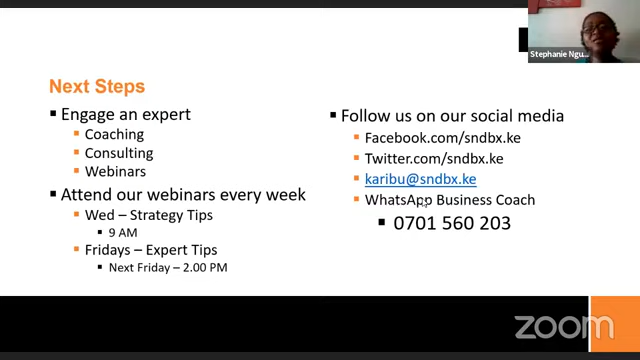 Stephanie Ngu...
Next Steps
Engage an expert
Coaching
Consulting
Webinars
Attend our webinars every week
Wed – Strategy Tips
9 AM
Fridays – Expert Tips
Next Friday – 2.00 PM
Follow us on our social media
Facebook.com/sndbx.ke
Twitter.com/sndbx.ke
karibu@sndbx.ke
WhatsApp Business Coach
0701 560 203
zoom